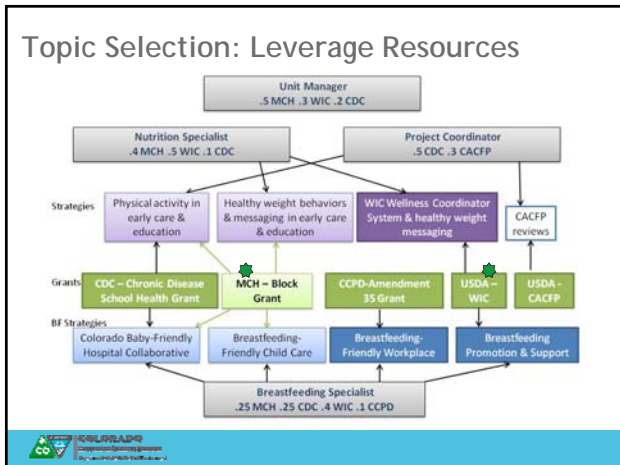 Topic Selection: Leverage Resources
Unit Manager
.5 MCH .3 WIC .2 CDC
Nutrition Specialist
.4 MCH .5 WIC .1 CDC
Project Coordinator
.5 CDC .3 CACFP
Strategies
Physical activity in
early care &
education
Healthy weight behaviors
& messaging in early care
& education
WIC Wellness Coordinator
System & healthy weight
messaging
CACFP
reviews
Grants
CDC – Chronic Disease
School Health Grant
MCH – Block
Grant
CCPD-Amendment
35 Grant
USDA –
WIC
USDA -
CACFP
BF Strategies
Colorado Baby-Friendly
Hospital Collaborative
Breastfeeding-
Friendly Child Care
Breastfeeding-
Friendly Workplace
Breastfeeding
Promotion & Support
Breastfeeding Specialist
.25 MCH .25 CDC .4 WIC .1 CCPD
CO
COLORADO